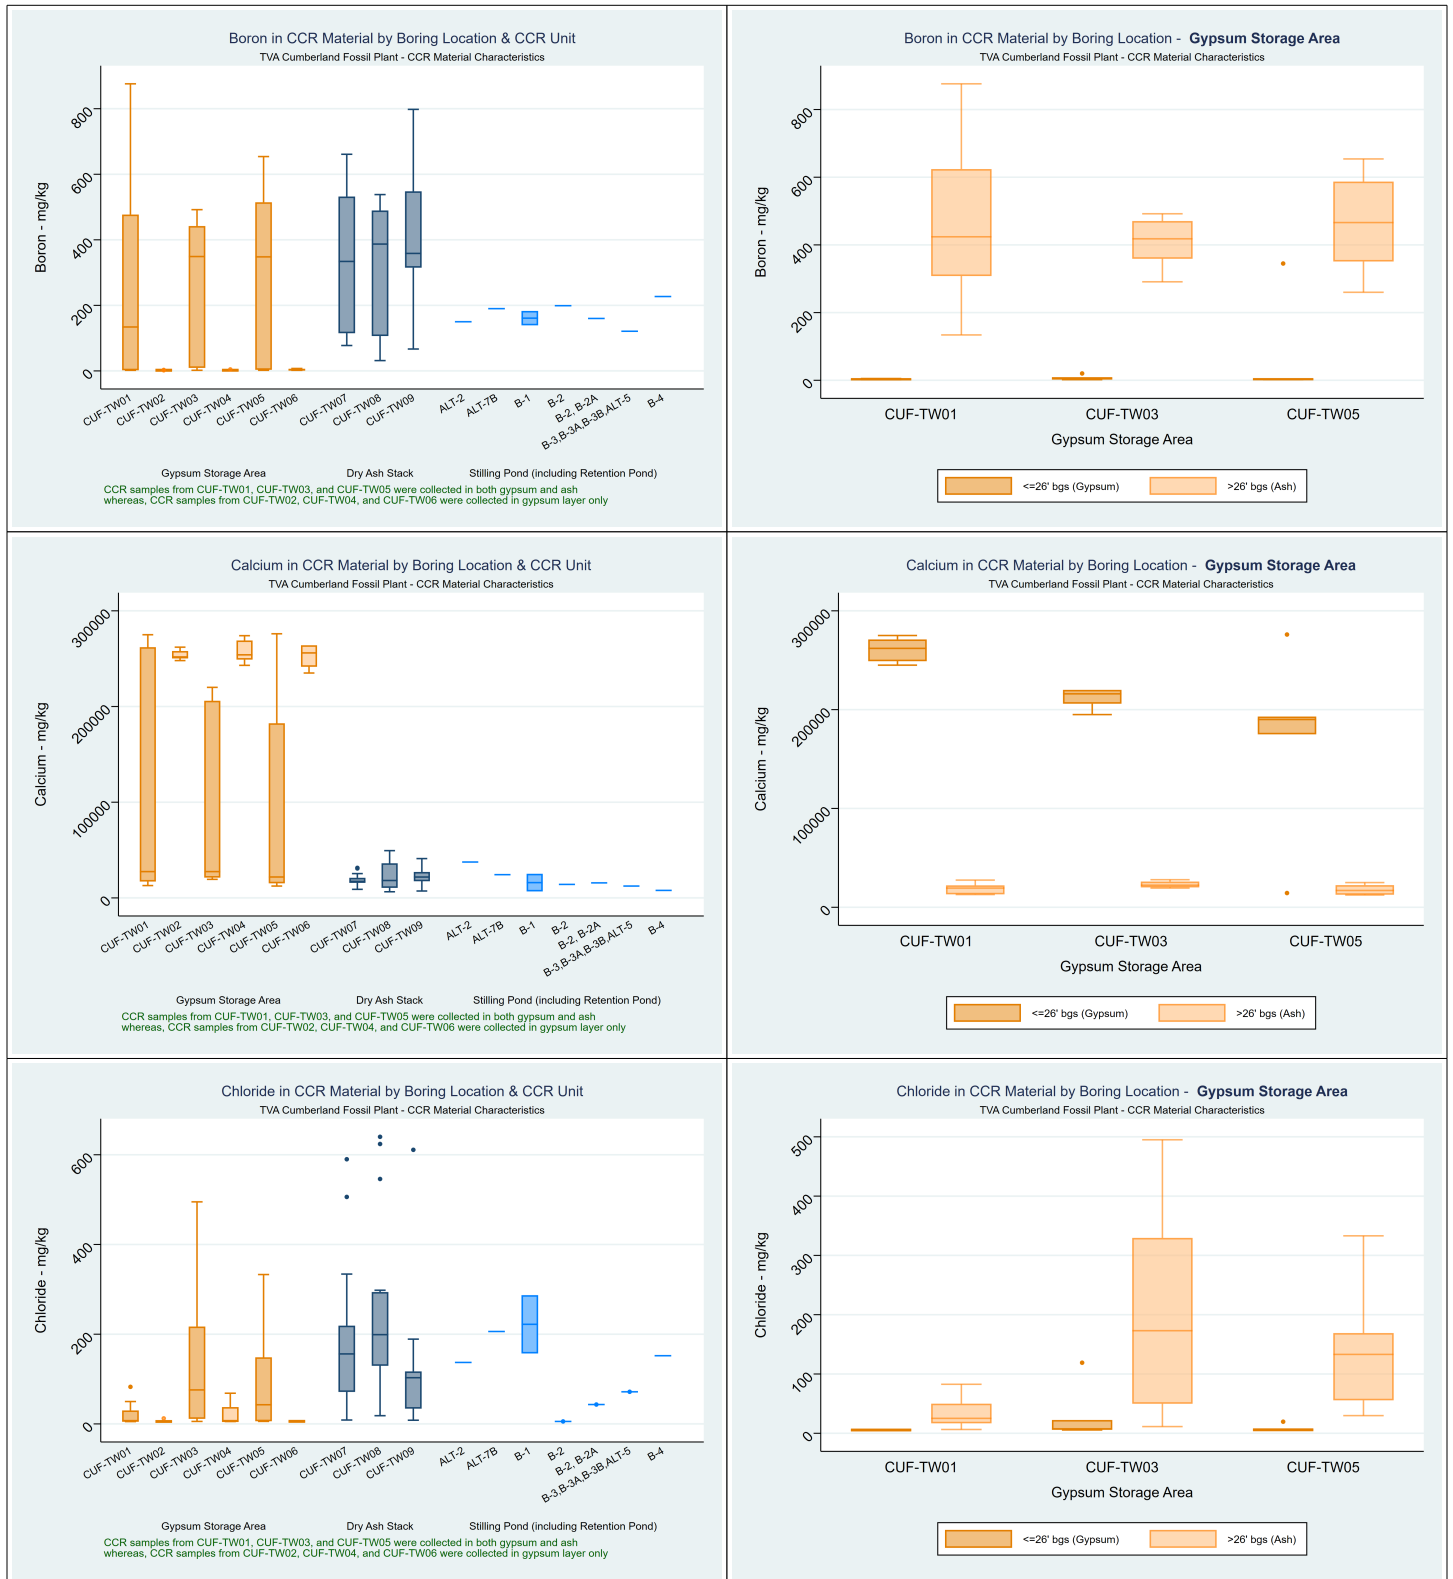 Boron in CCR Material by Boring Location & CCR Unit
TVA Cumberland Fossil Plant - CCR Material Characteristics
Boron - mg/kg
800
600
400
200
0
CUF-TW01
CUF-TW02
CUF-TW03
CUF-TW04
CUF-TW05
CUF-TW06
CUF-TW07
CUF-TW08
CUF-TW09
ALT-2
ALT-7B
B-1
B-2
B-2, B-2A
B-3,B-3A,B-3B,ALT-5
B-4
Gypsum Storage Area Dry Ash Stack Stilling Pond (including Retention Pond)
CCR samples from CUF-TW01, CUF-TW03, and CUF-TW05 were collected in both gypsum and ash
whereas, CCR samples from CUF-TW02, CUF-TW04, and CUF-TW06 were collected in gypsum layer only
Boron in CCR Material by Boring Location - Gypsum Storage Area
TVA Cumberland Fossil Plant - CCR Material Characteristics
Boron - mg/kg
800
600
400
200
0
CUF-TW01 CUF-TW03 CUF-TW05
Gypsum Storage Area
<=26' bgs (Gypsum) >26' bgs (Ash)
Calcium in CCR Material by Boring Location & CCR Unit
TVA Cumberland Fossil Plant - CCR Material Characteristics
Calcium - mg/kg
300000
200000
100000
0
CUF-TW01
CUF-TW02
CUF-TW03
CUF-TW04
CUF-TW05
CUF-TW06
CUF-TW07
CUF-TW08
CUF-TW09
ALT-2
ALT-7B
B-1
B-2
B-2, B-2A
B-3,B-3A,B-3B,ALT-5
B-4
Gypsum Storage Area Dry Ash Stack Stilling Pond (including Retention Pond)
CCR samples from CUF-TW01, CUF-TW03, and CUF-TW05 were collected in both gypsum and ash
whereas, CCR samples from CUF-TW02, CUF-TW04, and CUF-TW06 were collected in gypsum layer only
Calcium in CCR Material by Boring Location - Gypsum Storage Area
TVA Cumberland Fossil Plant - CCR Material Characteristics
Calcium - mg/kg
300000
200000
100000
0
CUF-TW01 CUF-TW03 CUF-TW05
Gypsum Storage Area
<=26' bgs (Gypsum) >26' bgs (Ash)
Chloride in CCR Material by Boring Location & CCR Unit
TVA Cumberland Fossil Plant - CCR Material Characteristics
Chloride - mg/kg
600
400
200
0
CUF-TW01
CUF-TW02
CUF-TW03
CUF-TW04
CUF-TW05
CUF-TW06
CUF-TW07
CUF-TW08
CUF-TW09
ALT-2
ALT-7B
B-1
B-2
B-2, B-2A
B-3,B-3A,B-3B,ALT-5
B-4
Gypsum Storage Area Dry Ash Stack Stilling Pond (including Retention Pond)
CCR samples from CUF-TW01, CUF-TW03, and CUF-TW05 were collected in both gypsum and ash
whereas, CCR samples from CUF-TW02, CUF-TW04, and CUF-TW06 were collected in gypsum layer only
Chloride in CCR Material by Boring Location - Gypsum Storage Area
TVA Cumberland Fossil Plant - CCR Material Characteristics
Chloride - mg/kg
500
400
300
200
100
0
CUF-TW01 CUF-TW03 CUF-TW05
Gypsum Storage Area
<=26' bgs (Gypsum) >26' bgs (Ash)